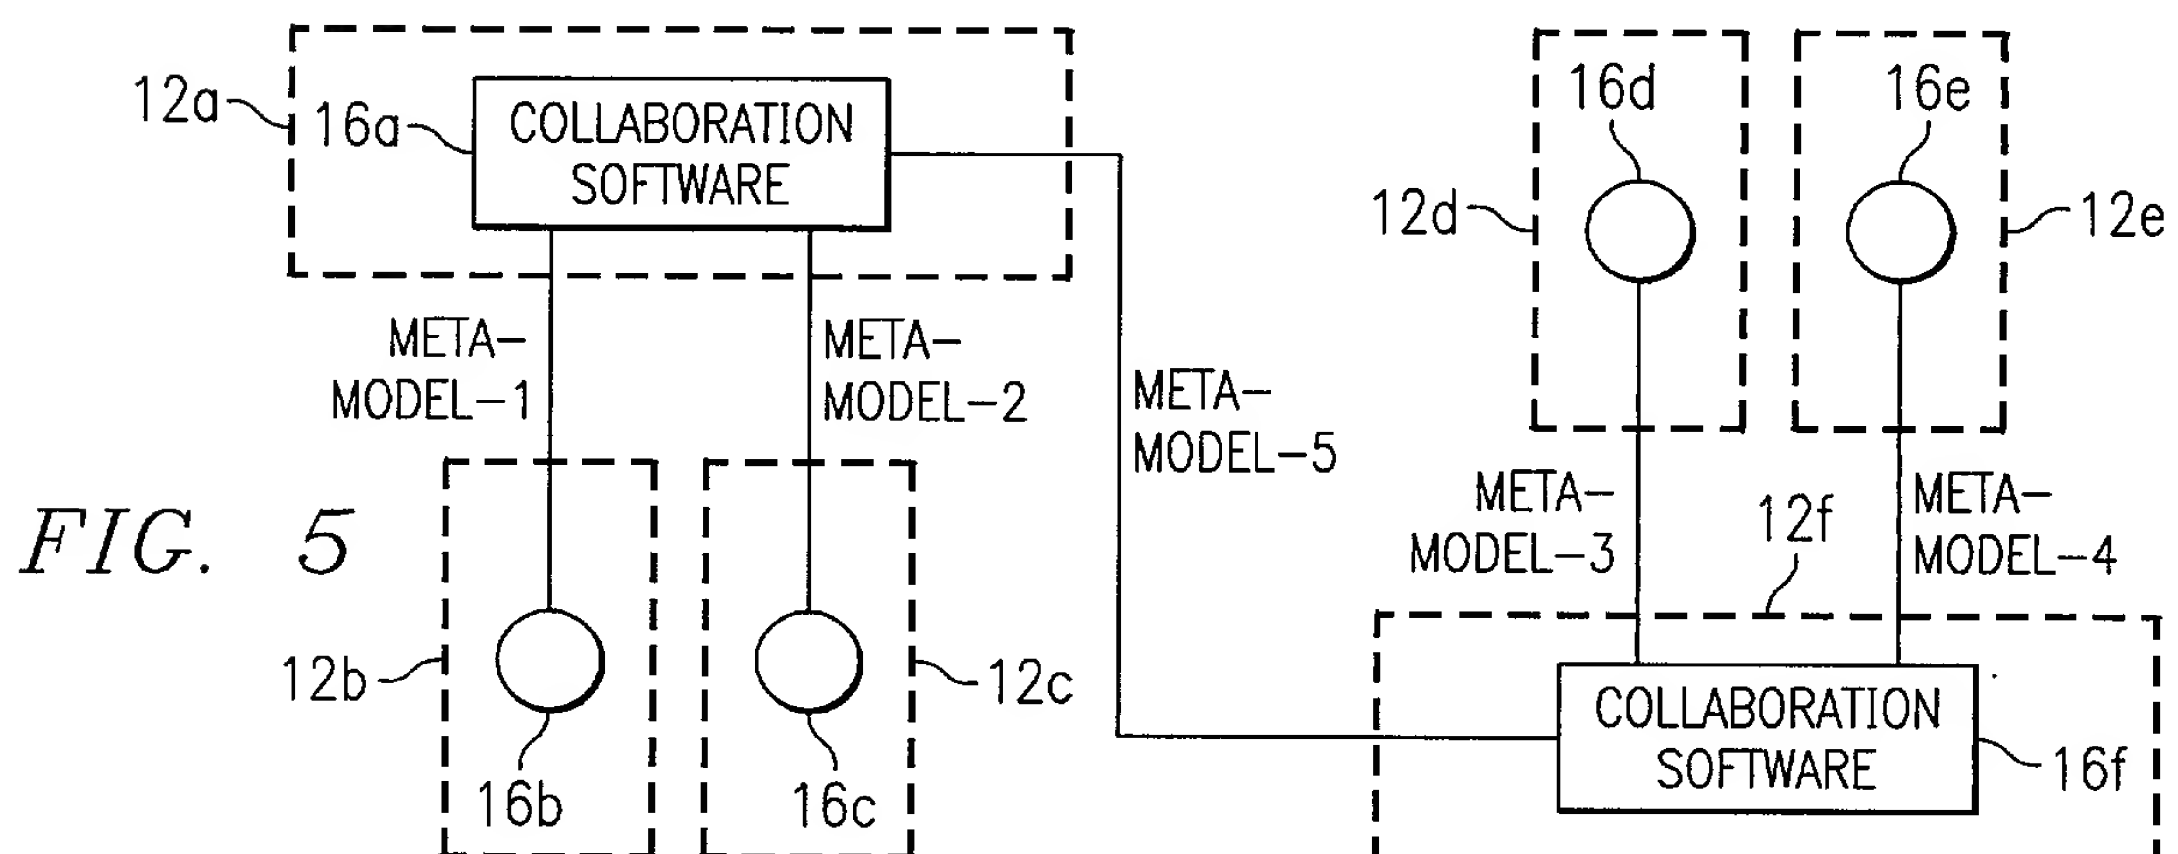 12a
16a
COLLABORATION
SOFTWARE
META-
MODEL-1
META-
MODEL-2
META-
MODEL-5
12b
16b
12c
16c
FIG. 5
16d
16e
12d
12e
META-
MODEL-3
12f
META-
MODEL-4
COLLABORATION
SOFTWARE
16f